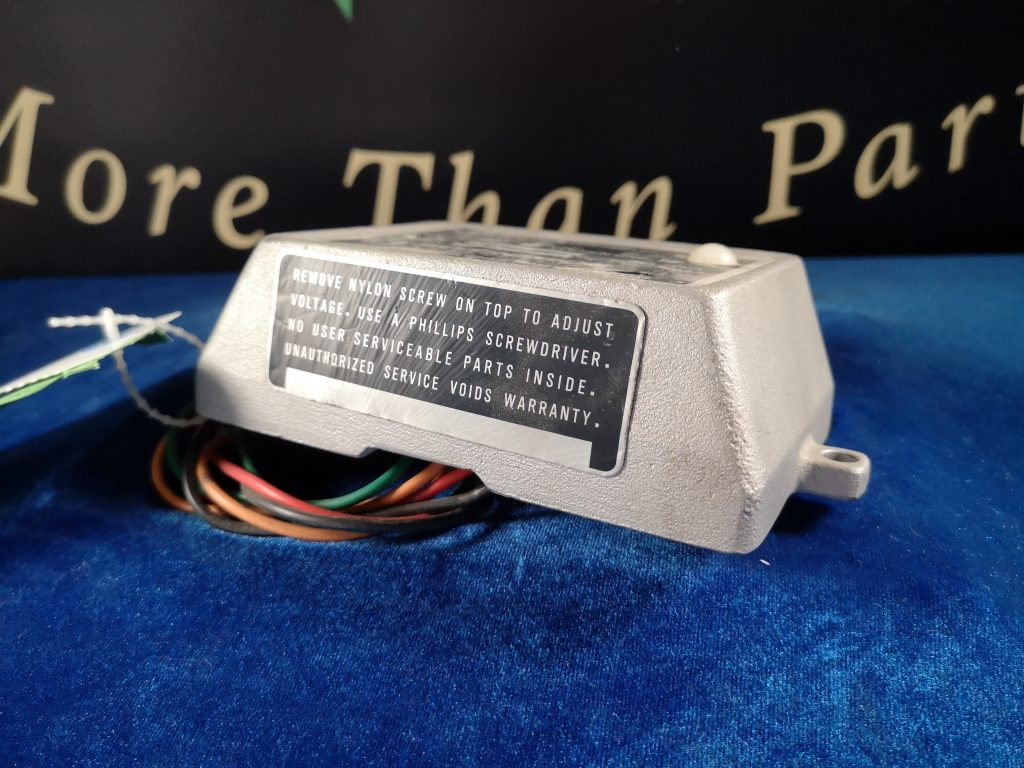 More Than Part
REMOVE NYLON SCREW ON TOP TO ADJUST
VOLTAGE. USE A PHILLIPS SCREWDRIVER.
NO USER SERVICEABLE PARTS INSIDE.
UNAUTHORIZED SERVICE VOIDS WARRANTY.